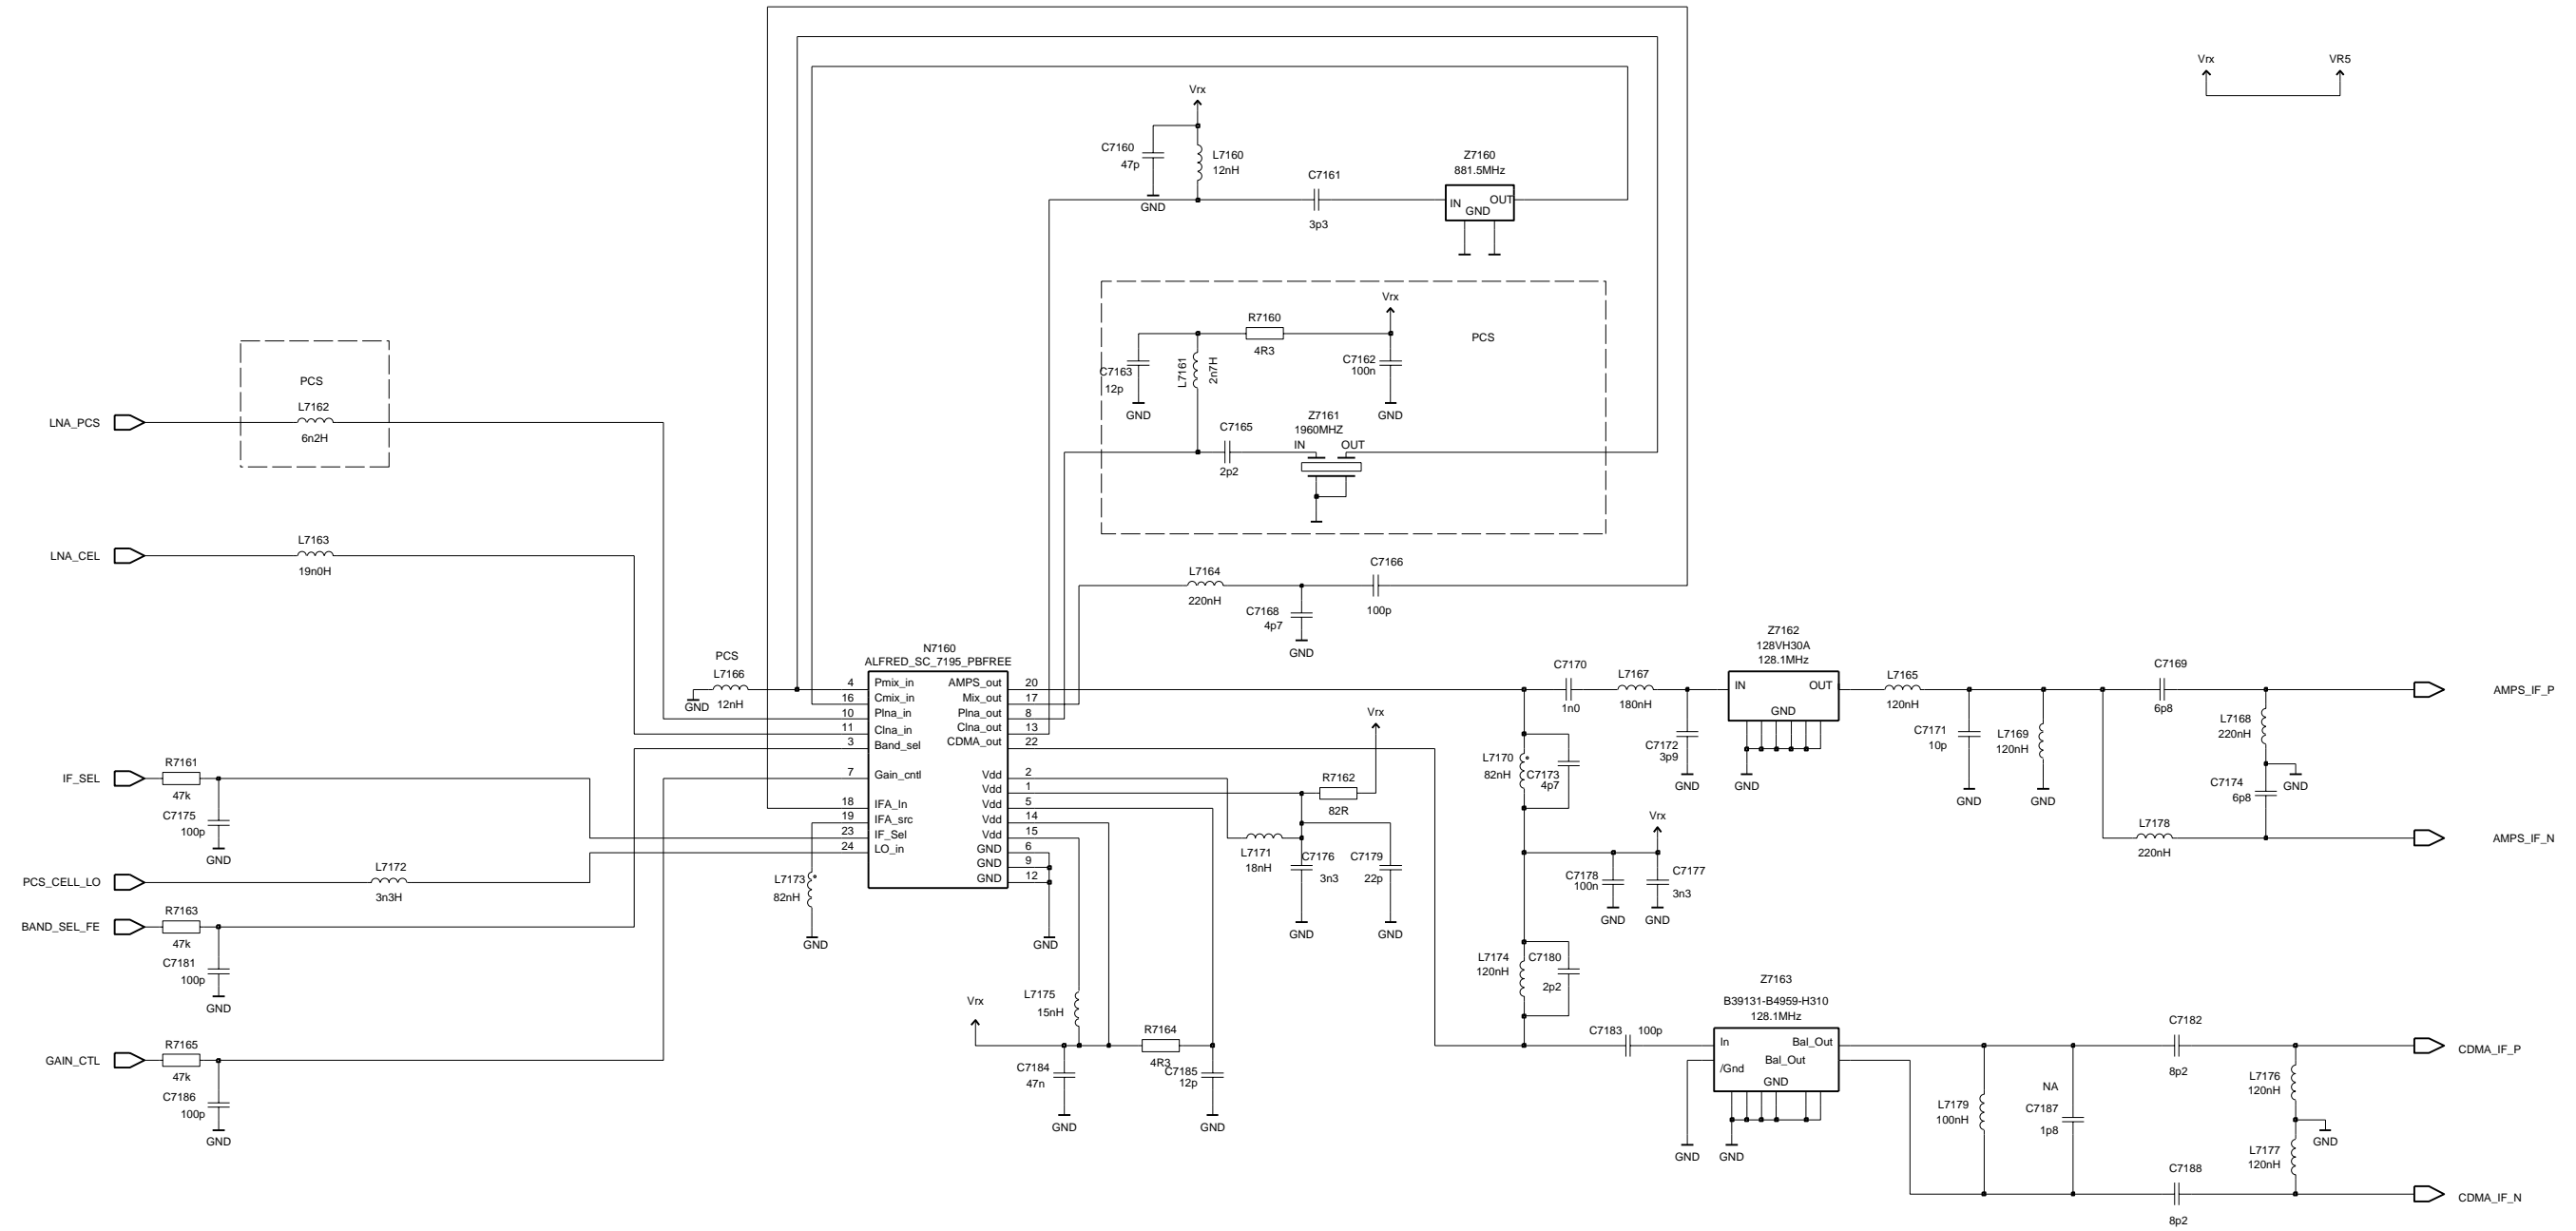 Vrx
VR5
Vrx
C7160
47p
L7160
12nH
GND
C7161
3p3
Z7160
881.5MHz
IN
OUT
GND
Vrx
R7160
4R3
PCS
C7163
12p
GND
L7161
2n7H
C7162
100n
GND
C7165
2p2
Z7161
1960MHZ
IN
OUT
PCS
L7162
6n2H
LNA_PCS
LNA_CEL
L7163
19n0H
L7164
220nH
C7166
100p
C7168
4p7
GND
PCS
L7166
12nH
GND
N7160
ALFRED_SC_7195_PBFREE
4 Pmix_in
16 Cmix_in
10 Plna_in
11 Clna_in
3 Band_sel
7 Gain_cntl
18 IFA_In
19 IFA_src
23 IF_Sel
24 LO_in
AMPS_out 20
Mix_out 17
Plna_out 8
Clna_out 13
CDMA_out 22
Vdd 2
Vdd 1
Vdd 5
Vdd 14
Vdd 15
GND 6
GND 9
GND 12
GND
IF_SEL
R7161
47k
C7175
100p
GND
PCS_CELL_LO
L7172
3n3H
BAND_SEL_FE
R7163
47k
C7181
100p
GND
GAIN_CTL
R7165
47k
C7186
100p
GND
L7173
82nH
GND
Vrx
R7162
82R
L7171
18nH
C7176
3n3
GND
C7179
22p
GND
Vrx
L7175
15nH
C7184
47n
GND
R7164
4R3
C7185
12p
GND
C7170
1n0
L7167
180nH
C7172
3p9
GND
Z7162
128VH30A
128.1MHz
IN
OUT
GND
GND
L7165
120nH
C7171
10p
GND
L7169
120nH
GND
C7169
6p8
L7168
220nH
C7174
6p8
GND
L7178
220nH
AMPS_IF_P
AMPS_IF_N
L7170
82nH
C7173
4p7
Vrx
C7178
100n
GND
C7177
3n3
GND
L7174
120nH
C7180
2p2
C7183
100p
Z7163
B39131-B4959-H310
128.1MHz
In
/Gnd
Bal_Out
Bal_Out
GND
GND
GND
L7179
100nH
NA
C7187
1p8
C7182
8p2
L7176
120nH
GND
L7177
120nH
C7188
8p2
CDMA_IF_P
CDMA_IF_N